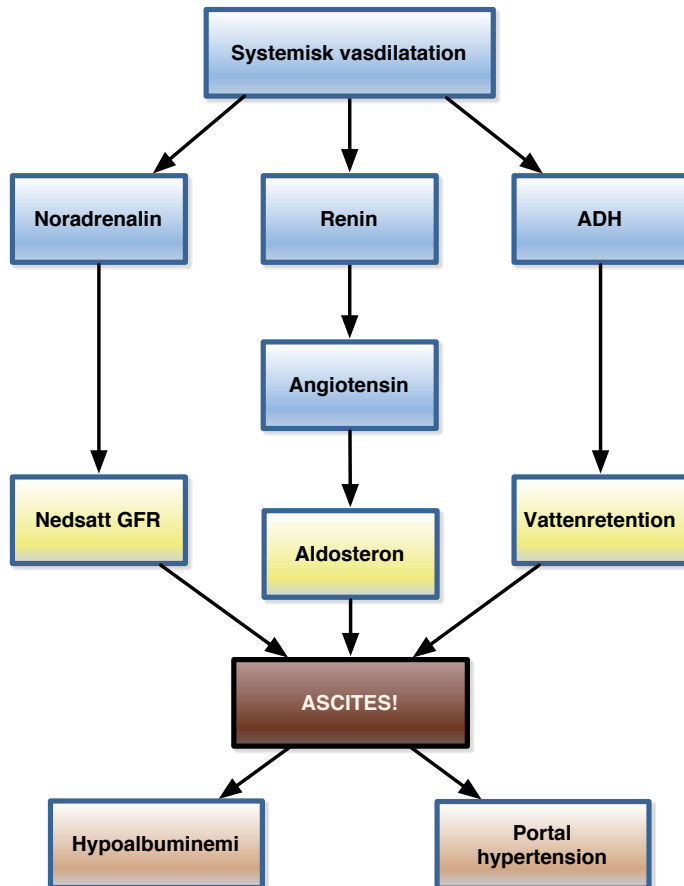 Systemisk vasdilatation
Noradrenalin
Renin
ADH
Angiotensin
Nedsatt GFR
Aldosteron
Vattenretention
ASCITES!
Hypoalbuminemi
Portal
hypertension